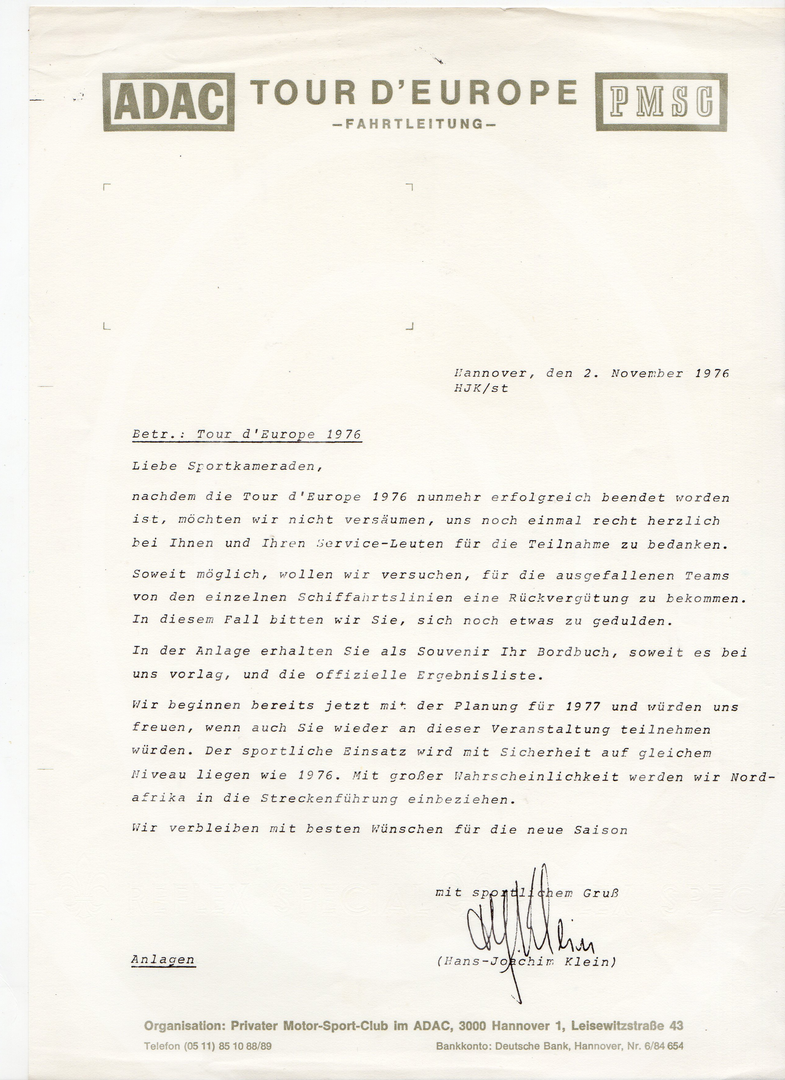 ADAC TOUR D'EUROPE PMSC
–FAHRTLEITUNG–
Hannover, den 2. November 1976
HJK/st
Betr.: Tour d'Europe 1976
Liebe Sportkameraden,
nachdem die Tour d'Europe 1976 nunmehr erfolgreich beendet worden
ist, möchten wir nicht versäumen, uns noch einmal recht herzlich
bei Ihnen und Ihren Service-Leuten für die Teilnahme zu bedanken.
Soweit möglich, wollen wir versuchen, für die ausgefallenen Teams
von den einzelnen Schiffahrtslinien eine Rückvergütung zu bekommen.
In diesem Fall bitten wir Sie, sich noch etwas zu gedulden.
In der Anlage erhalten Sie als Souvenir Ihr Bordbuch, soweit es bei
uns vorlag, und die offizielle Ergebnisliste.
Wir beginnen bereits jetzt mit der Planung für 1977 und würden uns
freuen, wenn auch Sie wieder an dieser Veranstaltung teilnehmen
würden. Der sportliche Einsatz wird mit Sicherheit auf gleichem
Niveau liegen wie 1976. Mit großer Wahrscheinlichkeit werden wir Nord-
afrika in die Streckenführung einbeziehen.
Wir verbleiben mit besten Wünschen für die neue Saison
mit sportlichem Gruß
Anlagen
(Hans-Joachim Klein)
Organisation: Privater Motor-Sport-Club im ADAC, 3000 Hannover 1, Leisewitzstraße 43
Telefon (05 11) 85 10 88/89 Bankkonto: Deutsche Bank, Hannover, Nr. 6/84 654